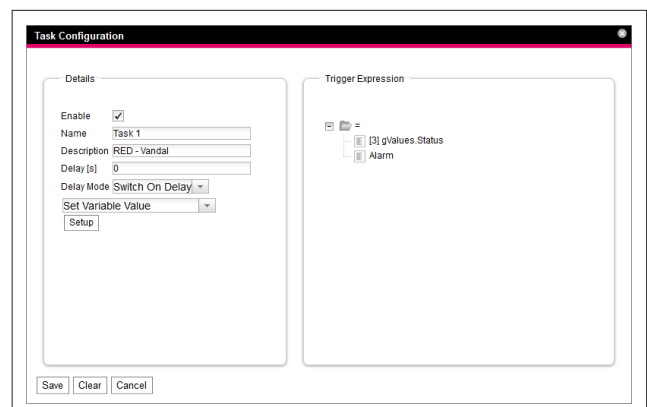 Task Configuration
Details
Enable
Name Task 1
Description RED - Vandal
Delay [s] 0
Delay Mode Switch On Delay
Set Variable Value
Setup
Trigger Expression
=
[3] gValues.Status
Alarm
Save Clear Cancel